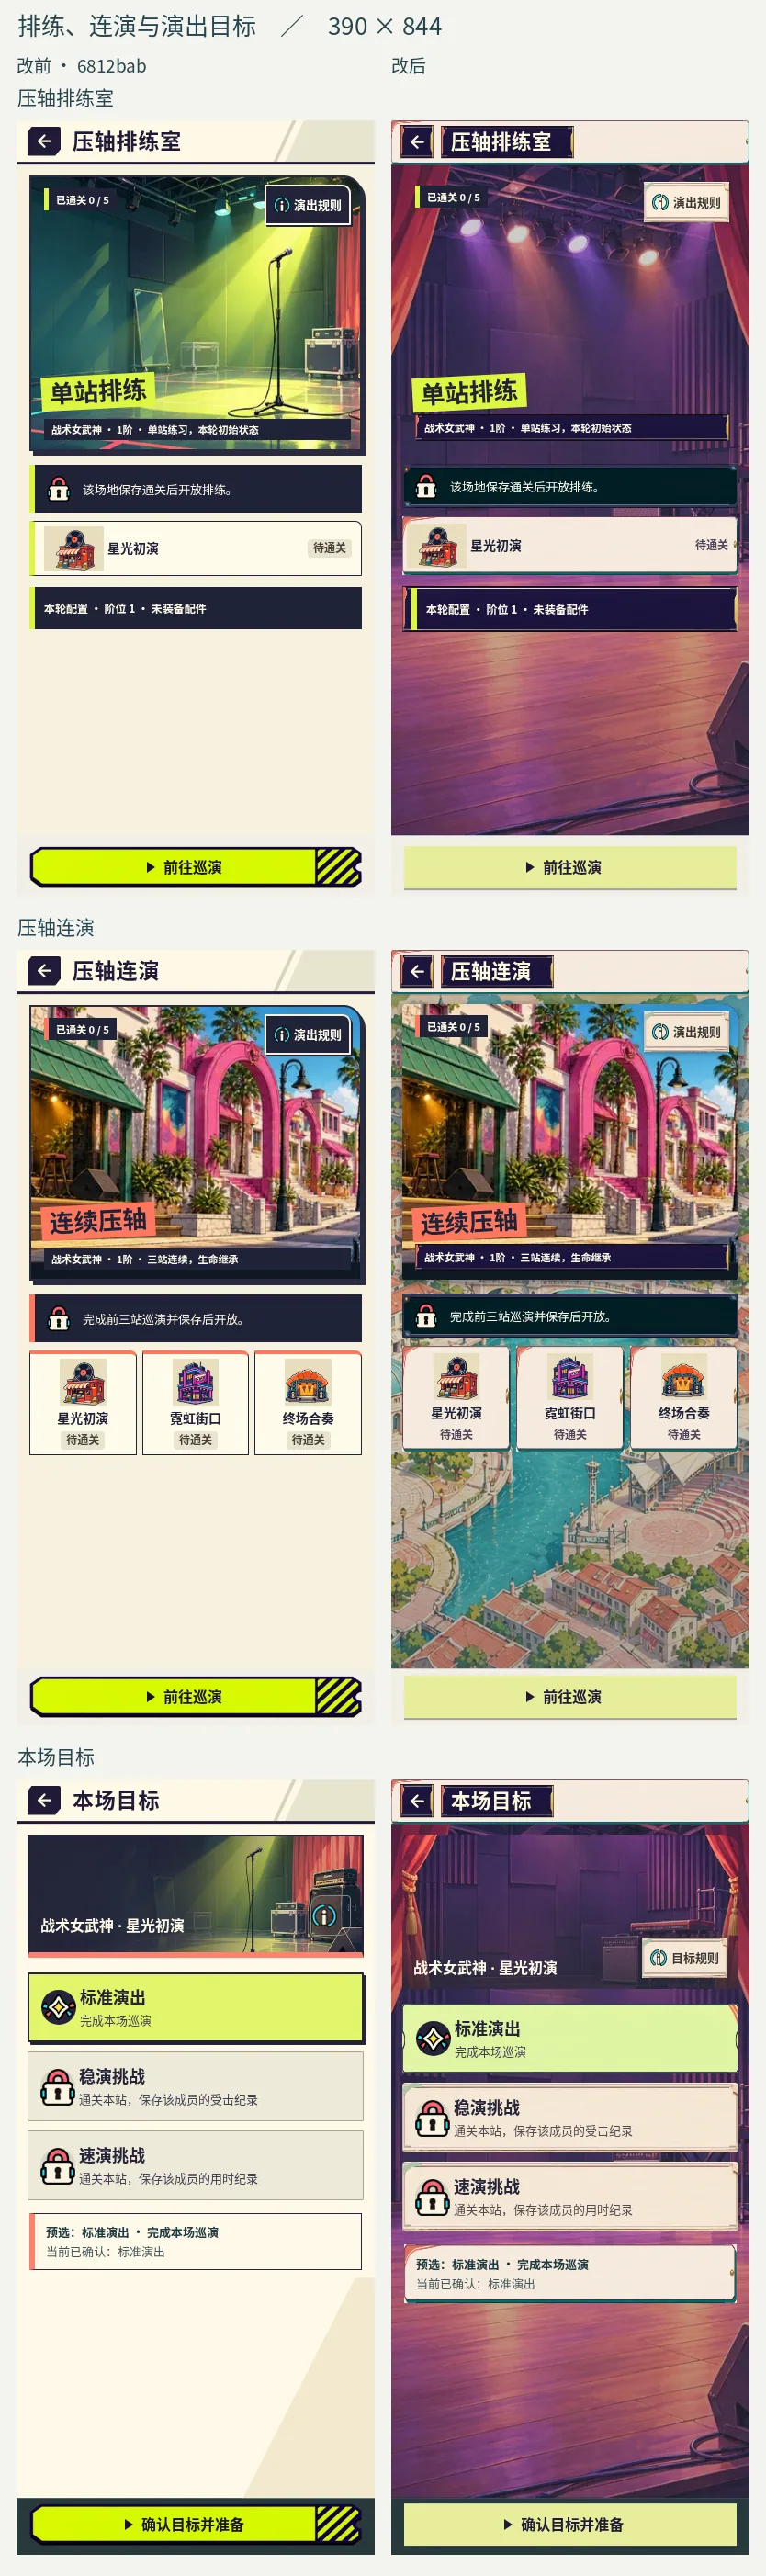 排练、连演与演出目标 ／ 390 × 844
改前 · 6812bab
改后
压轴排练室
压轴排练室
已通关 0 / 5
演出规则
单站排练
战术女武神 · 1阶 · 单站练习，本轮初始状态
该场地保存通关后开放排练。
星光初演
待通关
本轮配置 · 阶位 1 · 未装备配件
前往巡演
压轴排练室
已通关 0 / 5
演出规则
单站排练
战术女武神 · 1阶 · 单站练习，本轮初始状态
该场地保存通关后开放排练。
星光初演
待通关
本轮配置 · 阶位 1 · 未装备配件
前往巡演
压轴连演
压轴连演
已通关 0 / 5
演出规则
连续压轴
战术女武神 · 1阶 · 三站连续，生命继承
完成前三站巡演并保存后开放。
星光初演
霓虹街口
终场合奏
待通关
待通关
待通关
前往巡演
压轴连演
已通关 0 / 5
演出规则
连续压轴
战术女武神 · 1阶 · 三站连续，生命继承
完成前三站巡演并保存后开放。
星光初演
霓虹街口
终场合奏
待通关
待通关
待通关
前往巡演
本场目标
本场目标
战术女武神 · 星光初演
标准演出
完成本场巡演
稳演挑战
通关本站，保存该成员的受击纪录
速演挑战
通关本站，保存该成员的用时纪录
预选：标准演出 · 完成本场巡演
当前已确认：标准演出
确认目标并准备
本场目标
战术女武神 · 星光初演
目标规则
标准演出
完成本场巡演
稳演挑战
通关本站，保存该成员的受击纪录
速演挑战
通关本站，保存该成员的用时纪录
预选：标准演出 · 完成本场巡演
当前已确认：标准演出
确认目标并准备